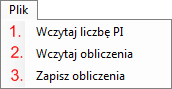 Plik
1. Wczytaj liczbę PI
2. Wczytaj obliczenia
3. Zapisz obliczenia